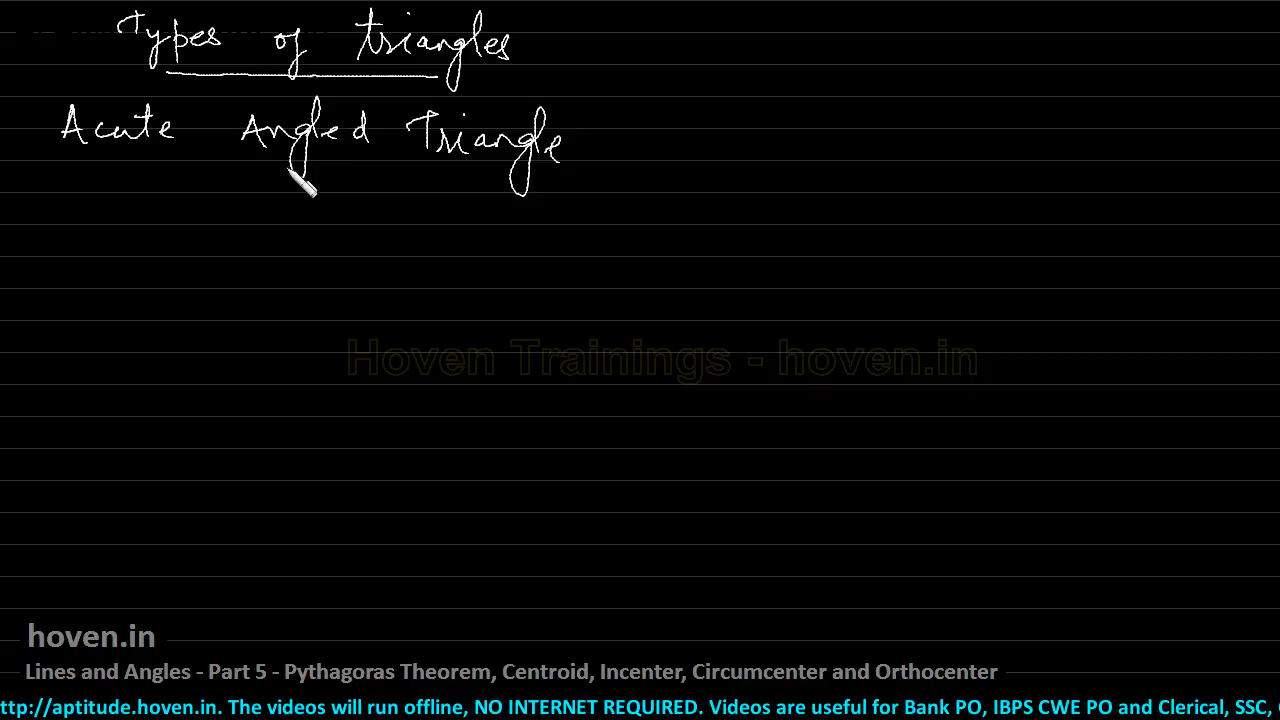 Types of triangles
Acute Angled Triangle
Hoven Trainings - hoven.in
hoven.in
Lines and Angles - Part 5 - Pythagoras Theorem, Centroid, Incenter, Circumcenter and Orthocenter
ttp://aptitude.hoven.in. The videos will run offline, NO INTERNET REQUIRED. Videos are useful for Bank PO, IBPS CWE PO and Clerical, SSC,